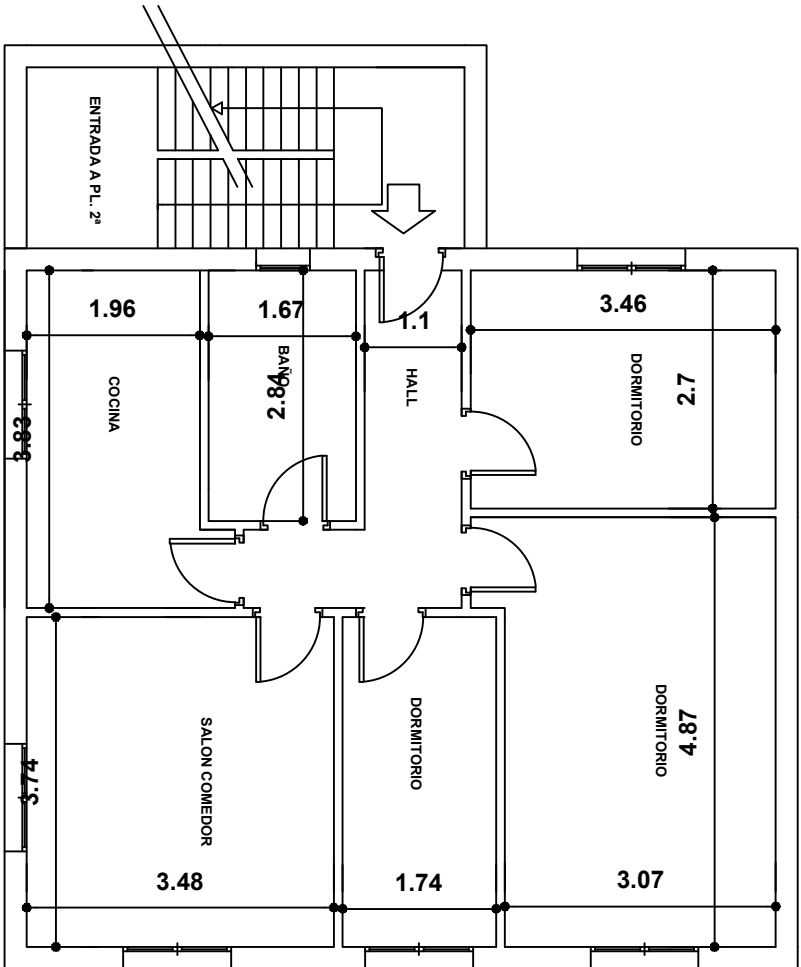 ENTRADA A PL. 2ª
1.96
1.67
1.1
3.46
COCINA
BAÑO
2.84
HALL
DORMITORIO
2.7
3.83
SALON COMEDOR
DORMITORIO
DORMITORIO
4.87
3.74
3.48
1.74
3.07